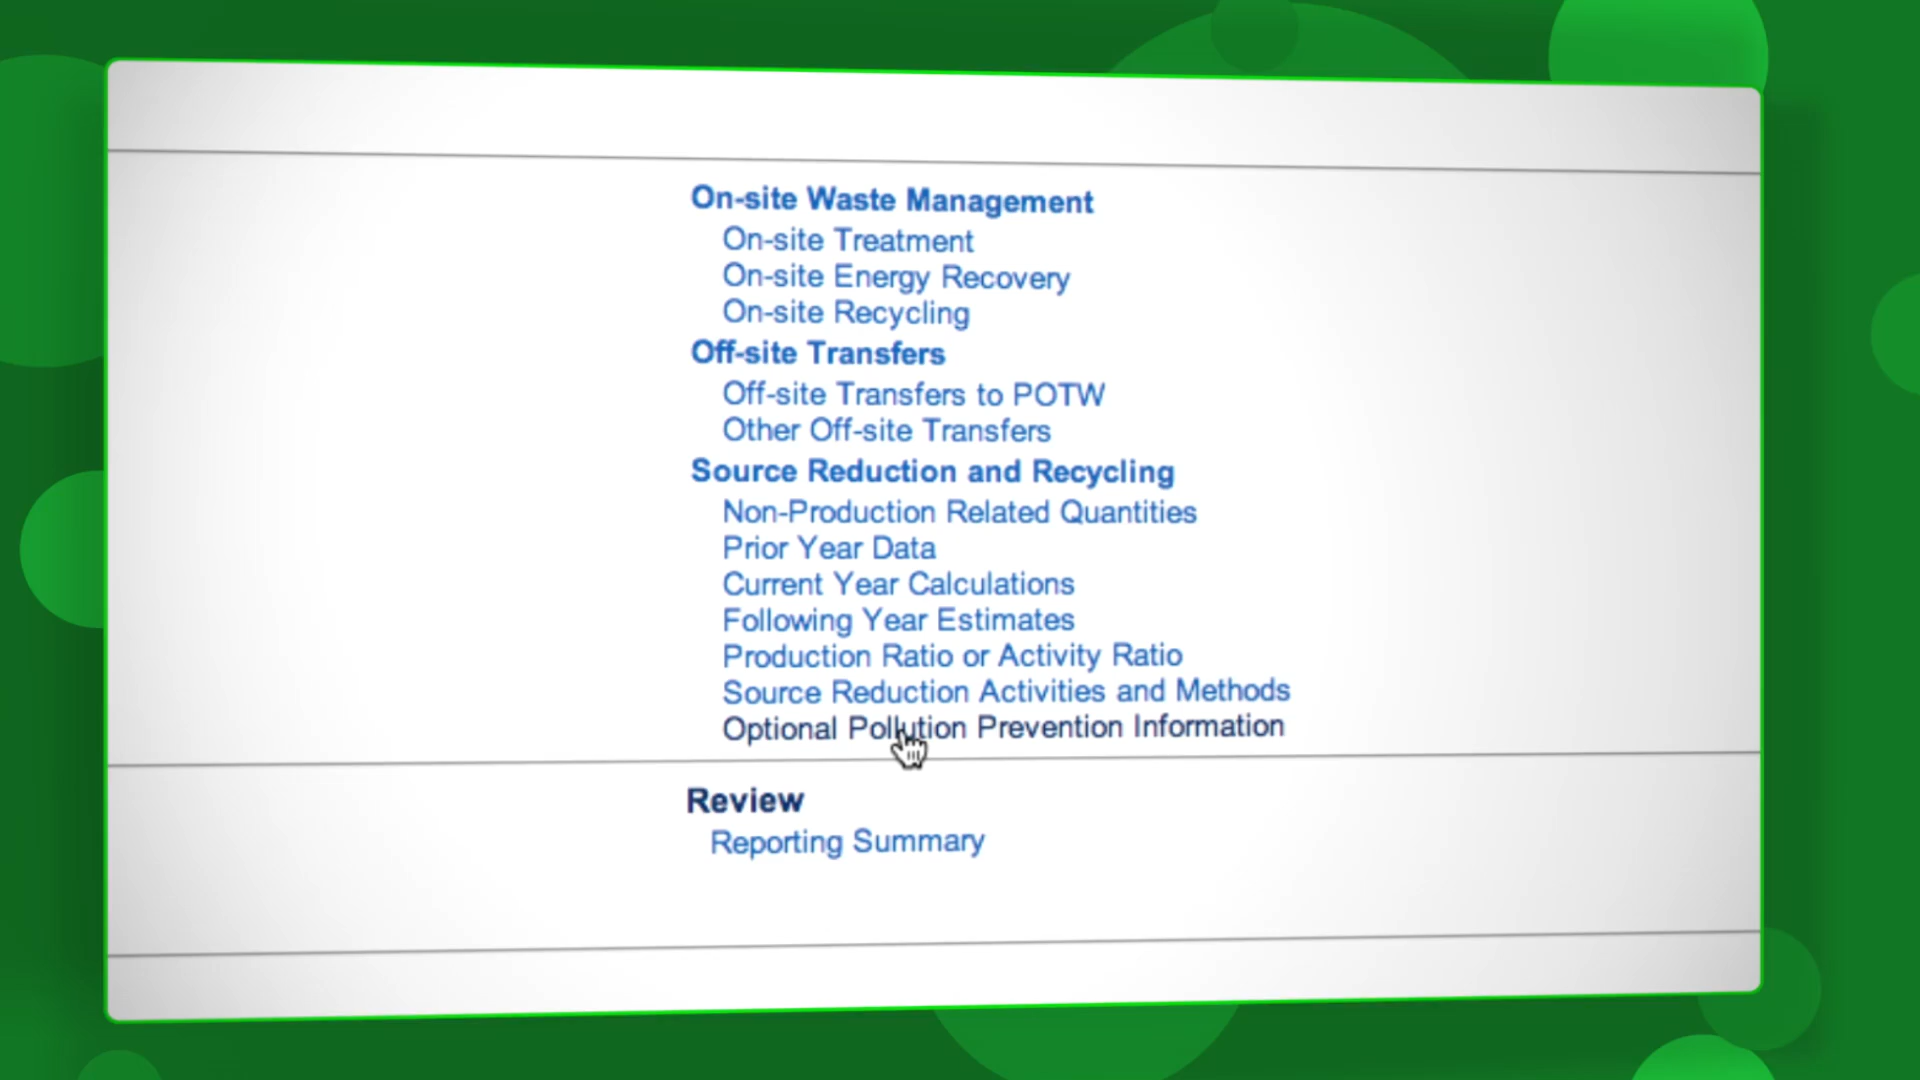 On-site Waste Management
On-site Treatment
On-site Energy Recovery
On-site Recycling
Off-site Transfers
Off-site Transfers to POTW
Other Off-site Transfers
Source Reduction and Recycling
Non-Production Related Quantities
Prior Year Data
Current Year Calculations
Following Year Estimates
Production Ratio or Activity Ratio
Source Reduction Activities and Methods
Optional Pollution Prevention Information
Review
Reporting Summary